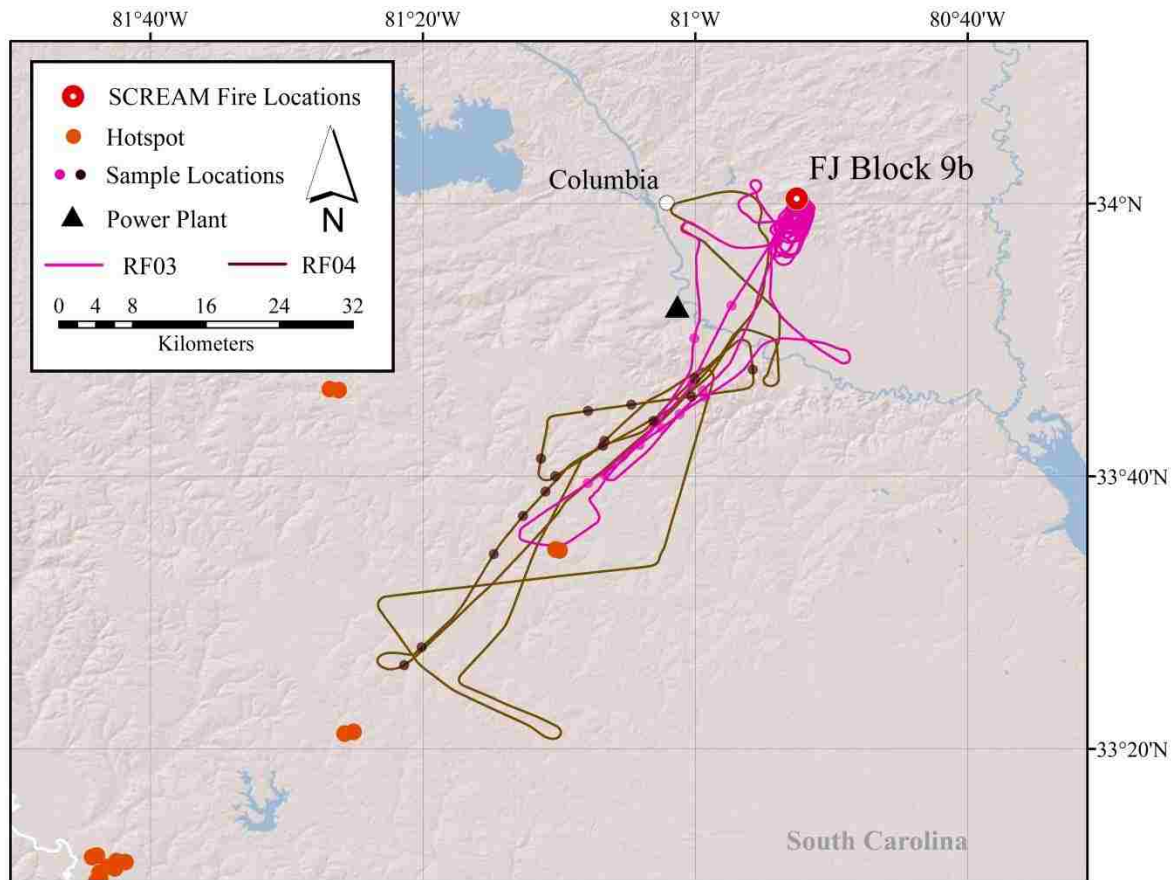 81°40'W 81°20'W 81°W 80°40'W
SCREAM Fire Locations
Hotspot
Sample Locations
Power Plant
N
RF03 RF04
0 4 8 16 24 32
Kilometers
Columbia
FJ Block 9b
34°N
33°40'N
33°20'N
South Carolina